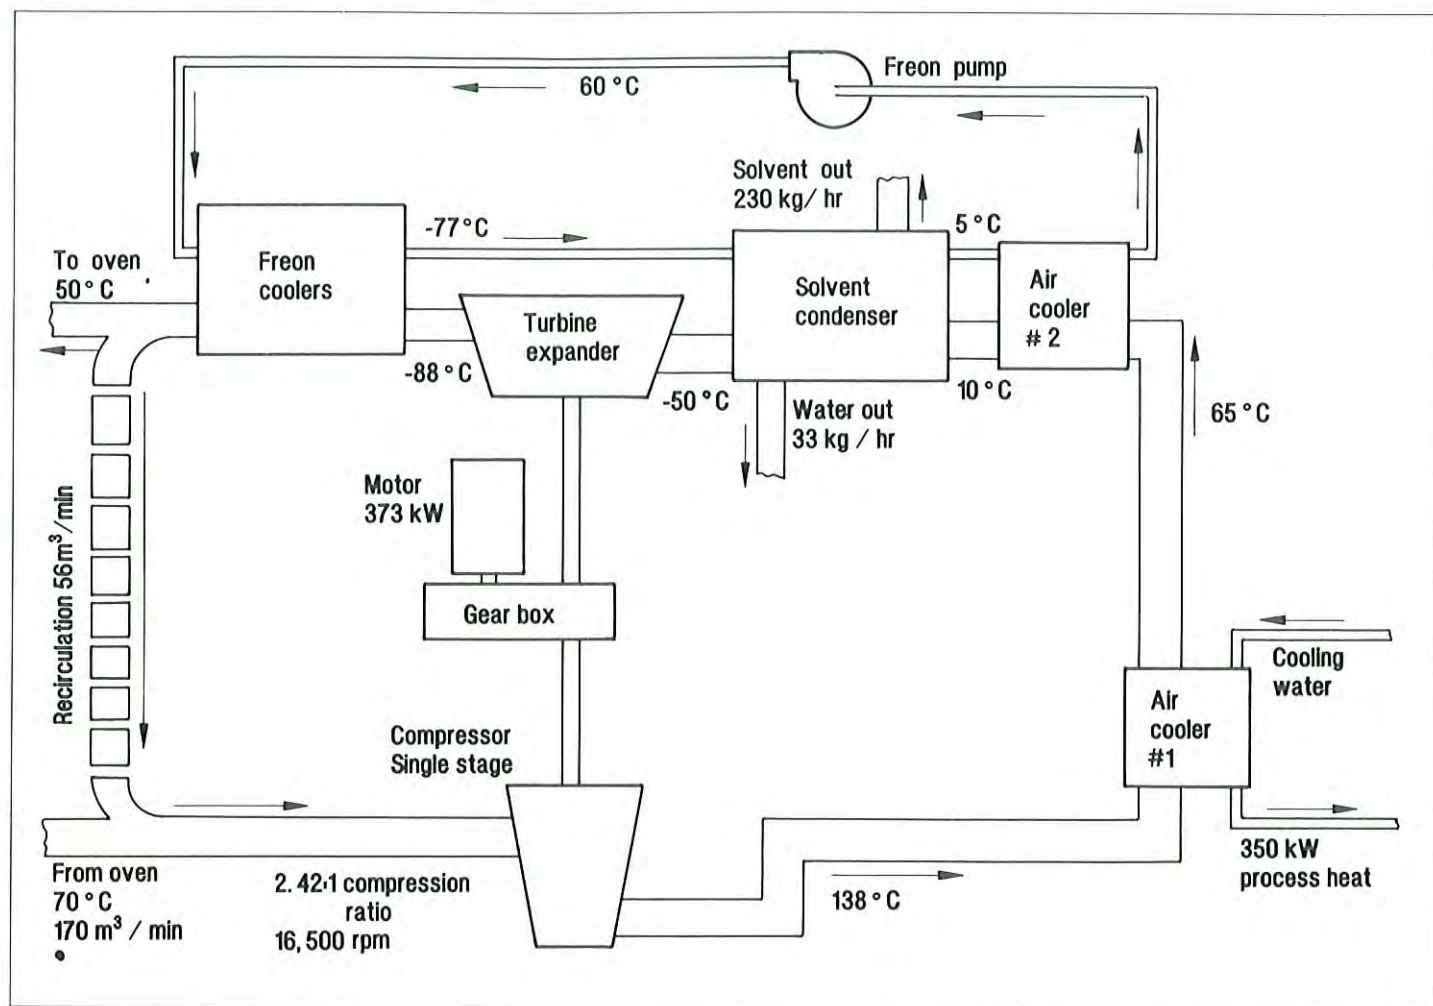 Freon pump
60 °C
Solvent out
230 kg/ hr
-77°C
5 °C
To oven
50°C
Freon
coolers
Solvent
condenser
Air
cooler
# 2
Turbine
expander
-88°C
-50°C
10°C
Water out
33 kg / hr
65 °C
Motor
373 kW
Recirculation 56m³/min
Gear box
Cooling
water
Air
cooler
#1
Compressor
Single stage
From oven
70 °C
170 m³ / min
2. 42:1 compression
ratio
16, 500 rpm
138 °C
350 kW
process heat